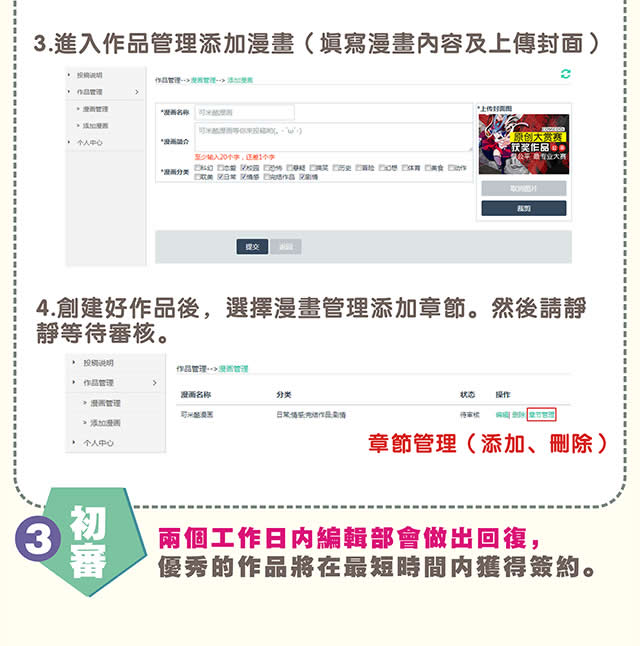 3.進入作品管理添加漫畫（填寫漫畫內容及上傳封面）
投稿说明
作品管理
漫画管理
添加漫画
个人中心
作品管理-->漫画管理--> 添加漫画
*漫画名称
可米酷漫画
*漫画简介
可米酷漫画等你来投稿哟(｡･`ω´･)
至少输入20个字，还差1个字
*漫画分类
科幻 恋爱 校园 恐怖 悬疑 搞笑 历史 冒险 幻想 体育 美食 动作
耽美 日常 情感 完结作品 剧情
*上传封面图
原创大赏赛
获奖作品
最公平 最专业大赛
取消图片
裁剪
提交
返回
4.創建好作品後，選擇漫畫管理添加章節。然後請靜
靜等待審核。
投稿说明
作品管理
漫画管理
添加漫画
个人中心
作品管理-->漫画管理
漫画名称 分类 状态 操作
可米酷漫画 日常;情感;完结作品;剧情 待审核 编辑| 删除 章节管理
章節管理（添加、刪除）
3
初
審
兩個工作日内編輯部會做出回復，
優秀的作品將在最短時間内獲得簽約。